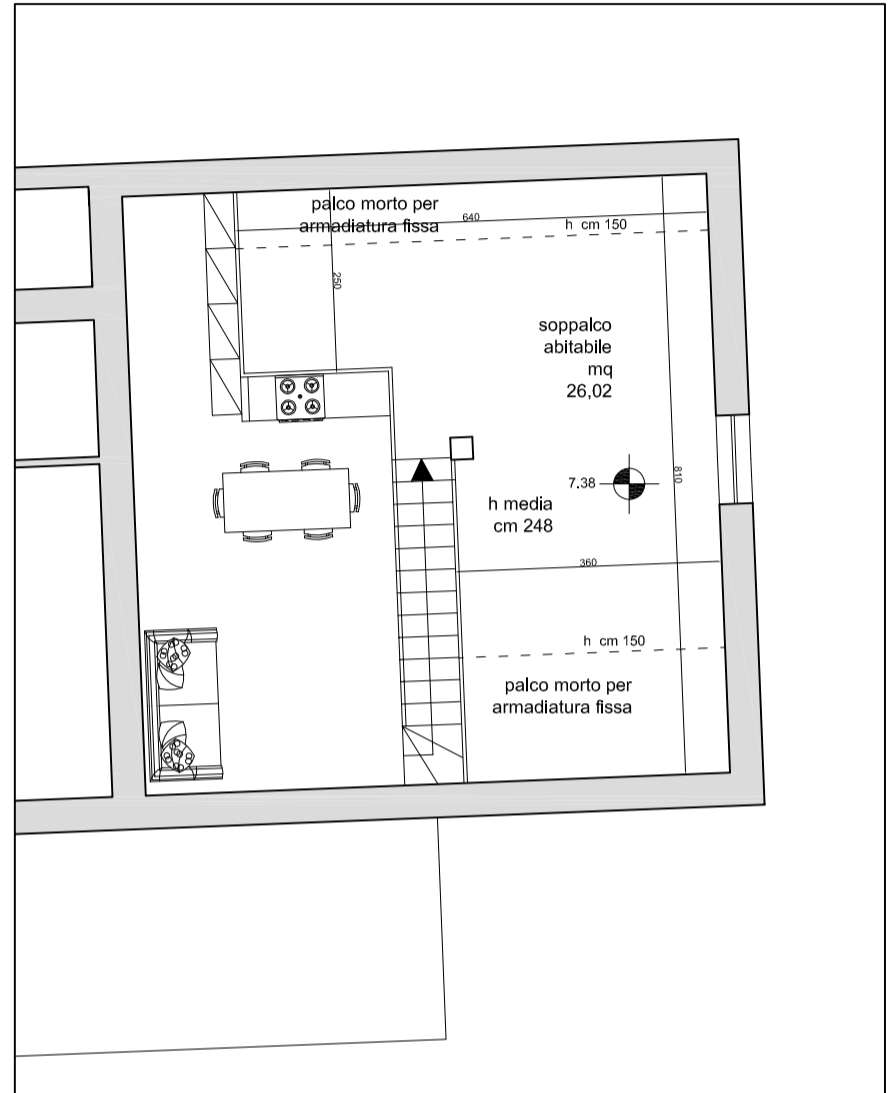 palco morto per
armadiatura fissa
640
h cm 150
250
soppalco
abitabile
mq
26,02
7.38
810
h media
cm 248
360
h cm 150
palco morto per
armadiatura fissa